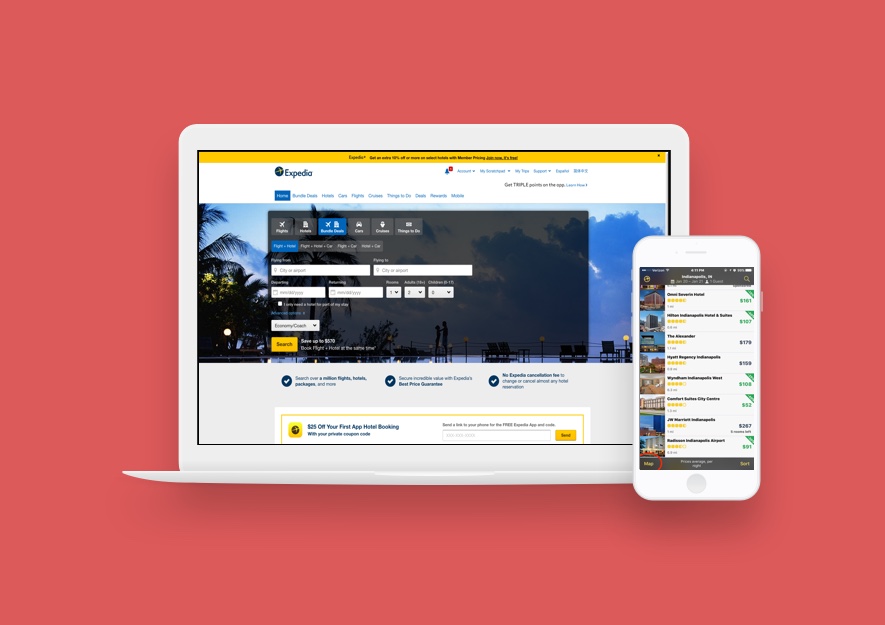 Expedia+ Get an extra 10% off or more on select hotels with Member Pricing Join now, it's free!
Expedia
Account My Scratchpad My Trips Support Español 简体中文
Get TRIPLE points on the app. Learn More
Home Bundle Deals Hotels Cars Flights Cruises Things to Do Deals Rewards Mobile
Flights Hotels Bundle Deals Cars Cruises Things to Do
Flight + Hotel Flight + Hotel + Car Flight + Car Hotel + Car
Flying from Flying to
City or airport City or airport
Departing Returning Rooms Adults (18+) Children (0-17)
mm/dd/yyyy mm/dd/yyyy 1 2 0
I only need a hotel for part of my stay
Advanced options
Economy/Coach
Search
Save up to $570
Book Flight + Hotel at the same time*
Search over a million flights, hotels,
packages, and more
Secure incredible value with Expedia's
Best Price Guarantee
No Expedia cancellation fee to
change or cancel almost any hotel
reservation
$25 Off Your First App Hotel Booking
With your private coupon code
Send a link to your phone for the FREE Expedia App and code.
Send
Verizon
Indianapolis, IN
1 Guest
Omni Severin Hotel
$161
Hilton Indianapolis Hotel & Suites
$107
The Alexander
$179
Hyatt Regency Indianapolis
$159
Wyndham Indianapolis West
$108
Comfort Suites City Centre
$52
JW Marriott Indianapolis
$267
5 rooms left
Radisson Indianapolis Airport
$91
Map
Prices average, per
night
Sort